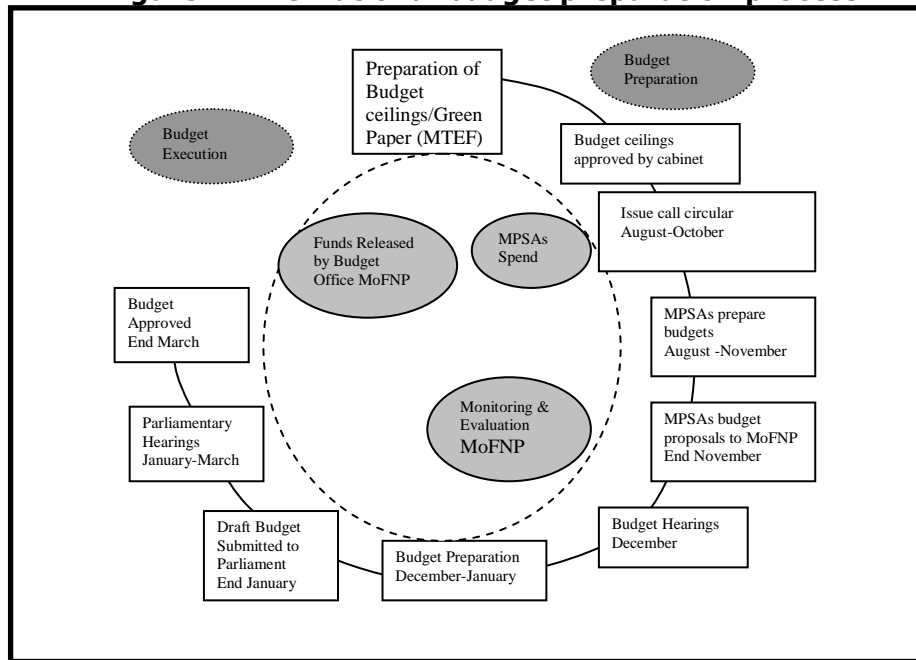 Preparation of
Budget
ceilings/Green
Paper (MTEF)
Budget
Preparation
Budget
Execution
Budget ceilings
approved by cabinet
Issue call circular
August-October
Funds Released
by Budget
Office MoFNP
MPSAs
Spend
Budget
Approved
End March
MPSAs prepare
budgets
August -November
Monitoring &
Evaluation
MoFNP
MPSAs budget
proposals to MoFNP
End November
Parliamentary
Hearings
January-March
Draft Budget
Submitted to
Parliament
End January
Budget Preparation
December-January
Budget Hearings
December